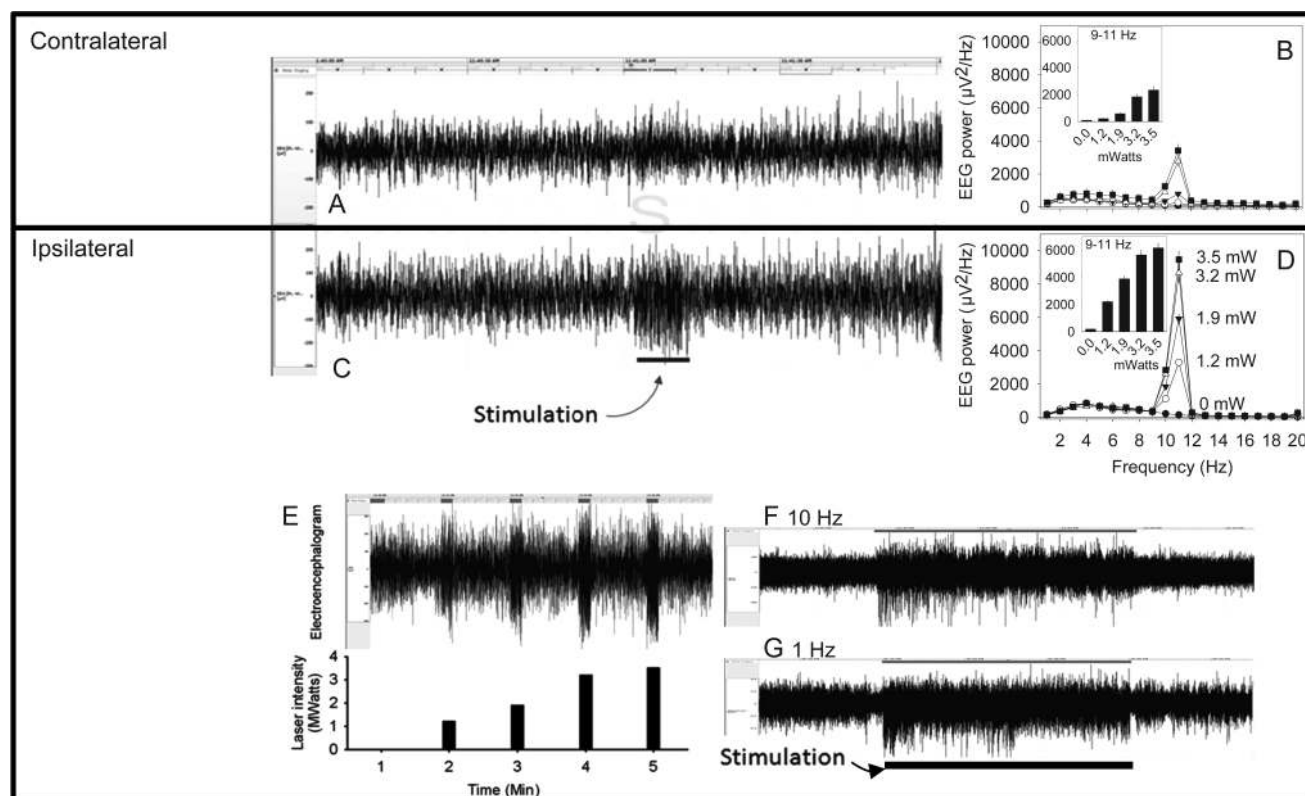 Contralateral
A
200
100
0
-100
EEG power (µV²/Hz)
10000
8000
6000
4000
2000
0
9-11 Hz
6000
4000
2000
0
0.0
1.2
1.9
3.2
3.5
mWatts
B
S
Ipsilateral
C
Stimulation
EEG power (µV²/Hz)
10000
8000
6000
4000
2000
0
9-11 Hz
6000
4000
2000
0
0.0
1.2
1.9
3.2
3.5
mWatts
D
3.5 mW
3.2 mW
1.9 mW
1.2 mW
0 mW
2 4 6 8 10 12 14 16 18 20
Frequency (Hz)
E
Electroencephalogram
Laser intensity
(MWatts)
4
3
2
1
0
1 2 3 4 5
Time (Min)
F 10 Hz
G 1 Hz
Stimulation